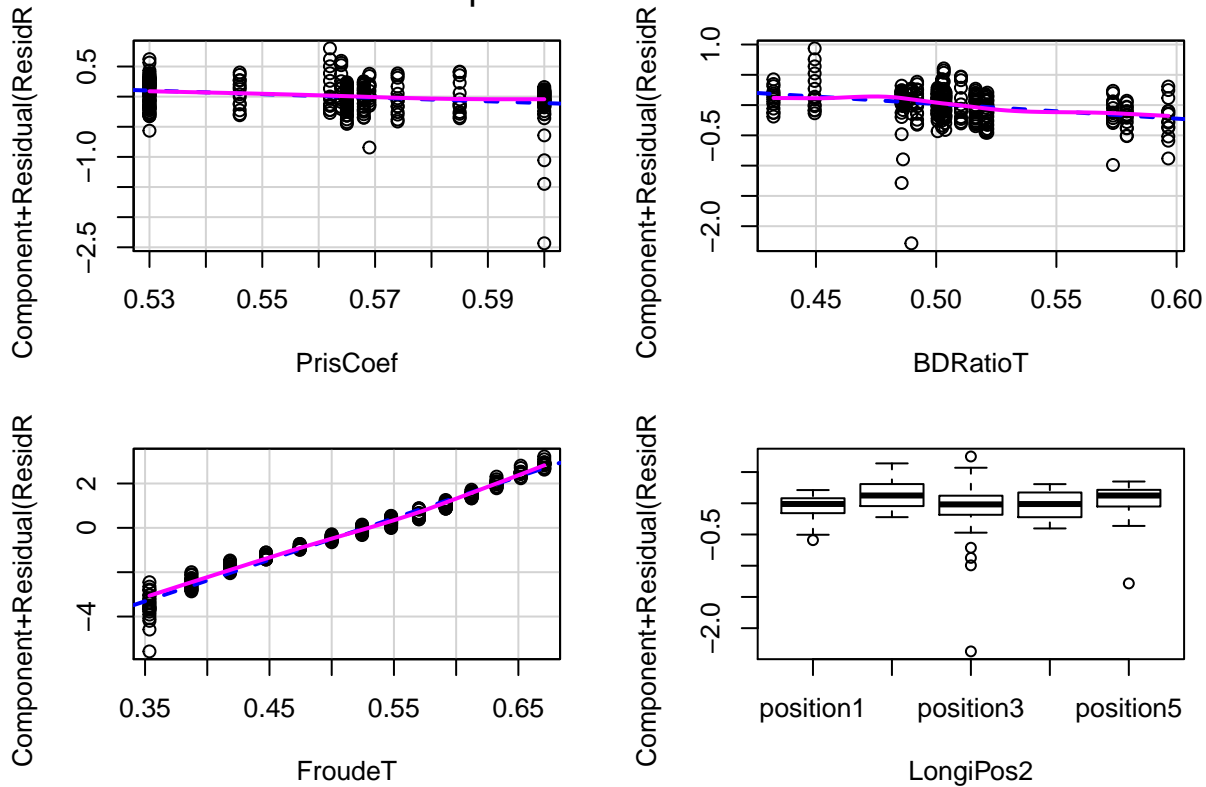 Component+Residual(ResidR
0.5
−1.0
−2.5
0.53
0.55
0.57
0.59
PrisCoef
Component+Residual(ResidR
1.0
−0.5
−2.0
0.45
0.50
0.55
0.60
BDRatioT
Component+Residual(ResidR
2
0
−4
0.35
0.45
0.55
0.65
FroudeT
Component+Residual(ResidR
−0.5
−2.0
position1
position3
position5
LongiPos2